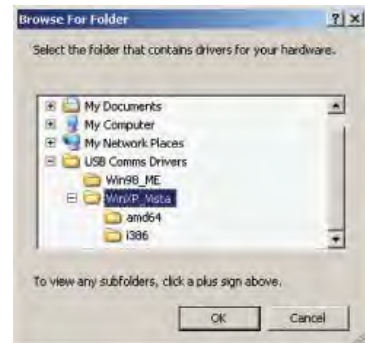 Browse For Folder
Select the folder that contains drivers for your hardware.
My Documents
My Computer
My Network Places
USB Comms Drivers
Win98_ME
WinXP_Vista
amd64
i386
To view any subfolders, click a plus sign above.
OK Cancel